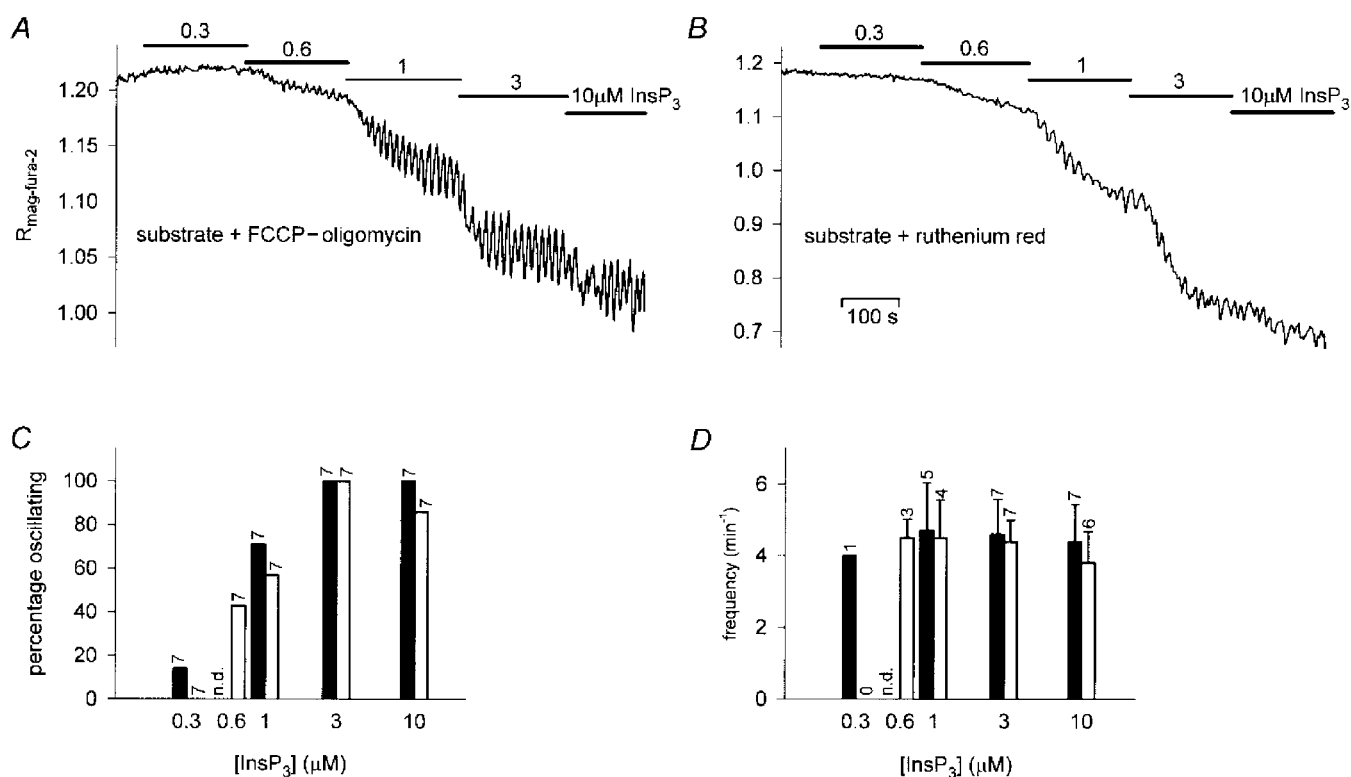 A
0.3
0.6
1
3
10μM InsP3
1.20
1.15
1.10
1.05
1.00
Rmag-fura-2
substrate + FCCP−oligomycin
B
0.3
0.6
1
3
10μM InsP3
1.2
1.1
1.0
0.9
0.8
0.7
substrate + ruthenium red
100 s
C
percentage oscillating
100
80
60
40
20
0
7
7
n.d.
7
7
7
7
7
7
7
0.3 0.6 1 3 10
[InsP3] (μM)
D
frequency (min-1)
6
4
2
0
1
0
n.d.
3
5
4
7
7
7
6
0.3 0.6 1 3 10
[InsP3] (μM)